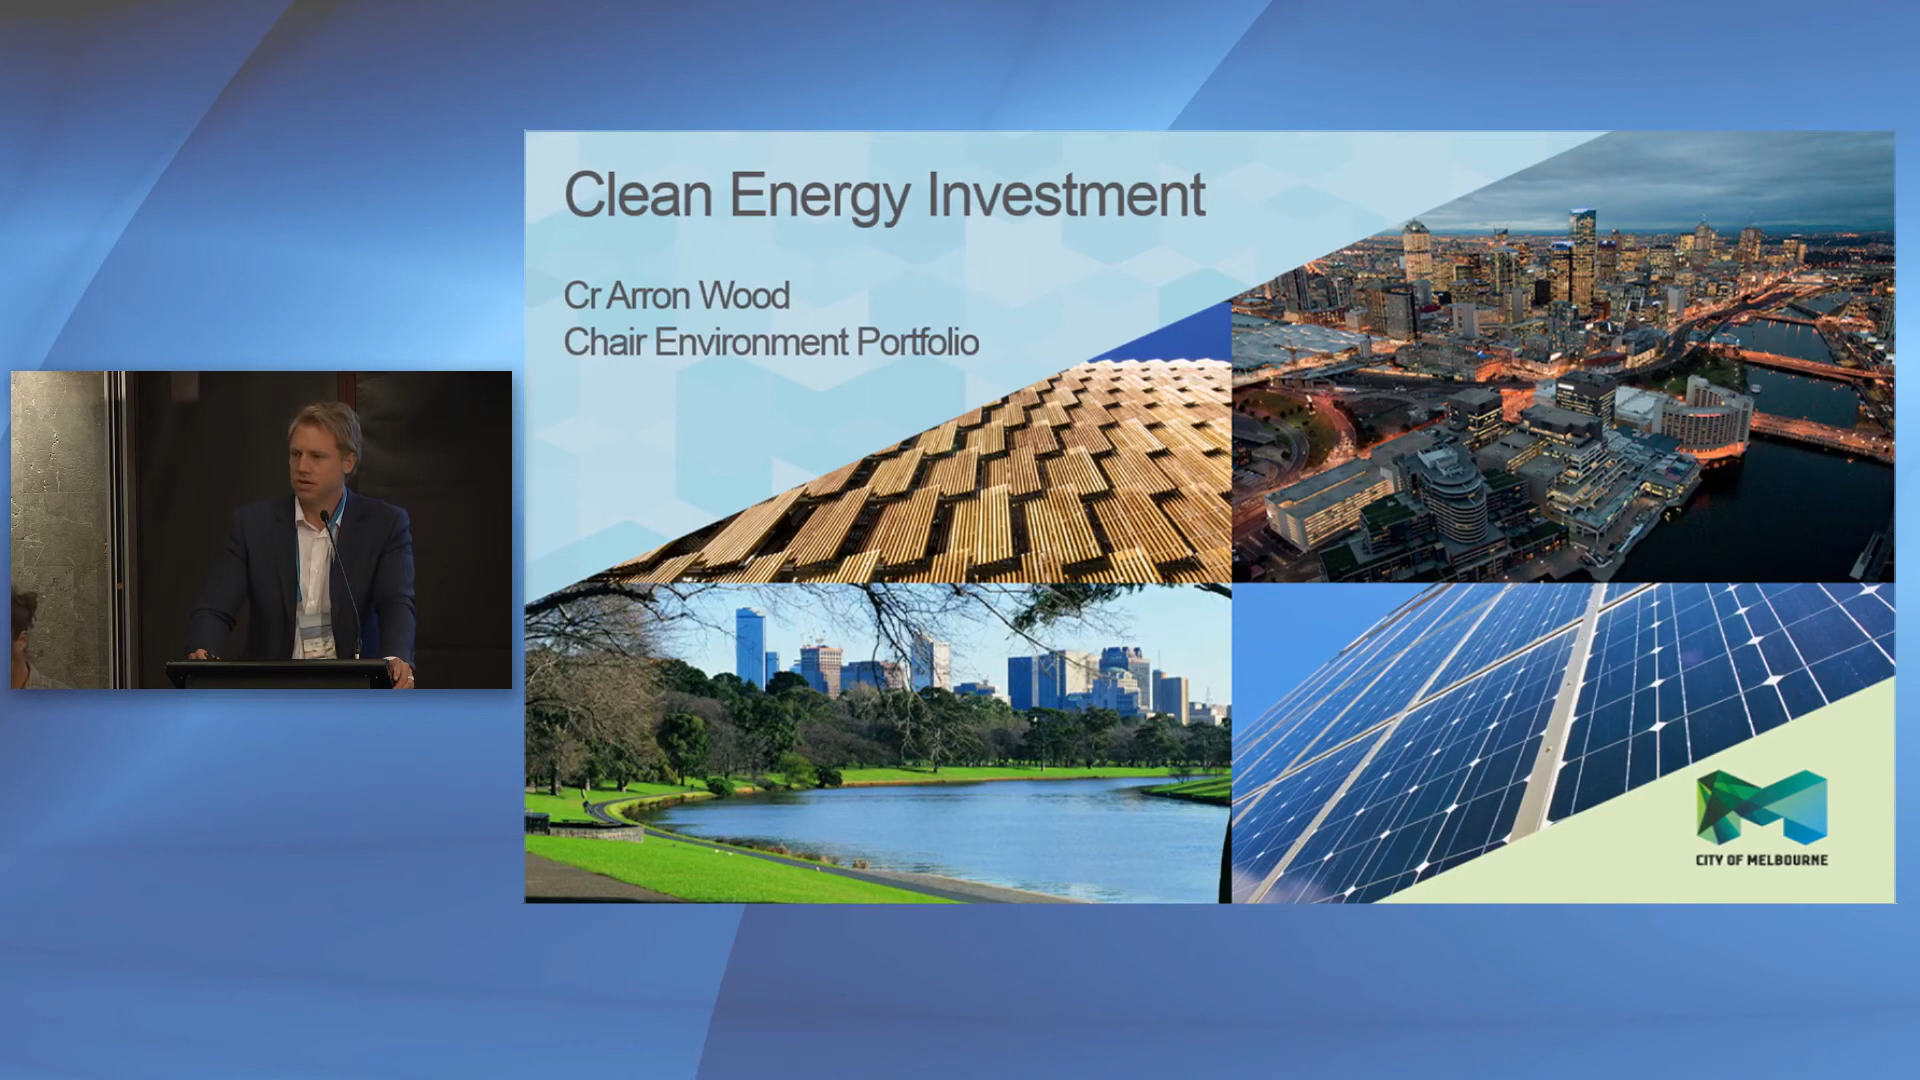 Clean Energy Investment
Cr Arron Wood
Chair Environment Portfolio
CITY OF MELBOURNE